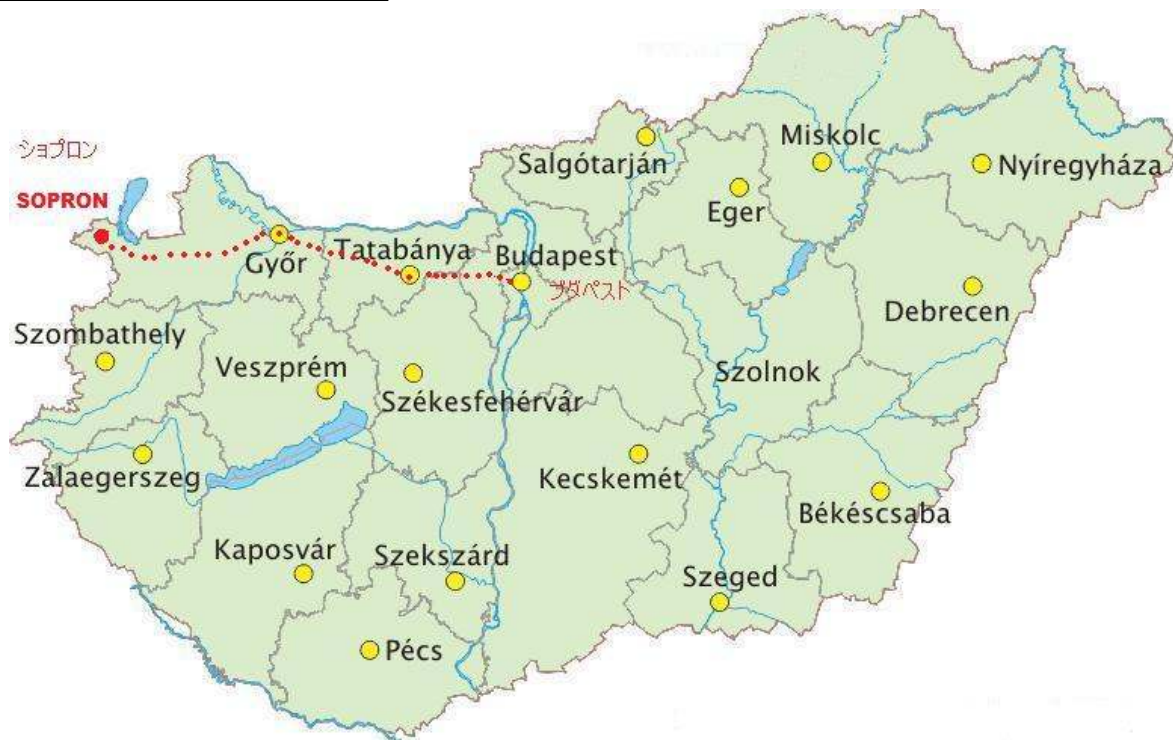 ショプロン
SOPRON
Salgótarján
Miskolc
Nyíregyháza
Eger
Győr
Tatabánya
Budapest
ブダペスト
Debrecen
Szombathely
Veszprém
Székesfehérvár
Szolnok
Zalaegerszeg
Kecskemét
Békéscsaba
Kaposvár
Szekszárd
Szeged
Pécs